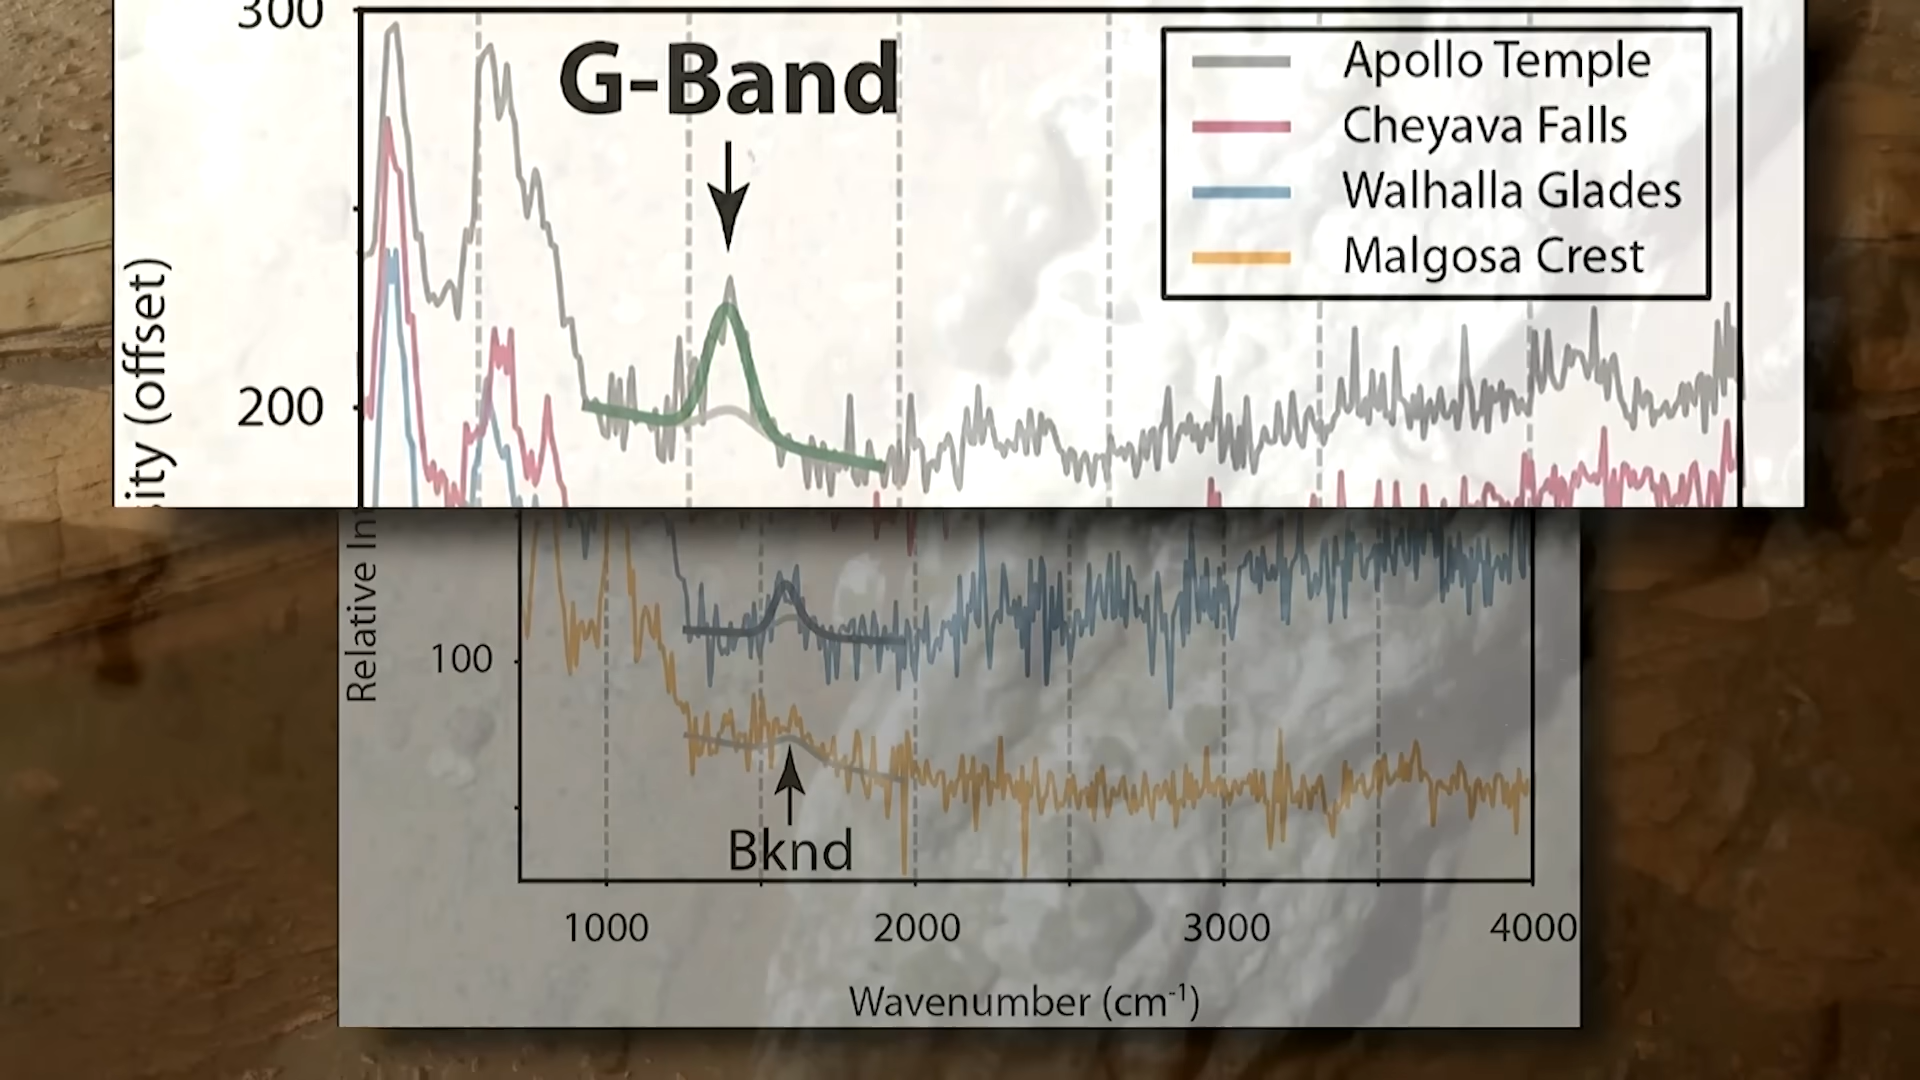 300
G-Band
Apollo Temple
Cheyava Falls
Walhalla Glades
Malgosa Crest
200
sity (offset)
Relative In
100
Bknd
1000 2000 3000 4000
Wavenumber (cm⁻¹)